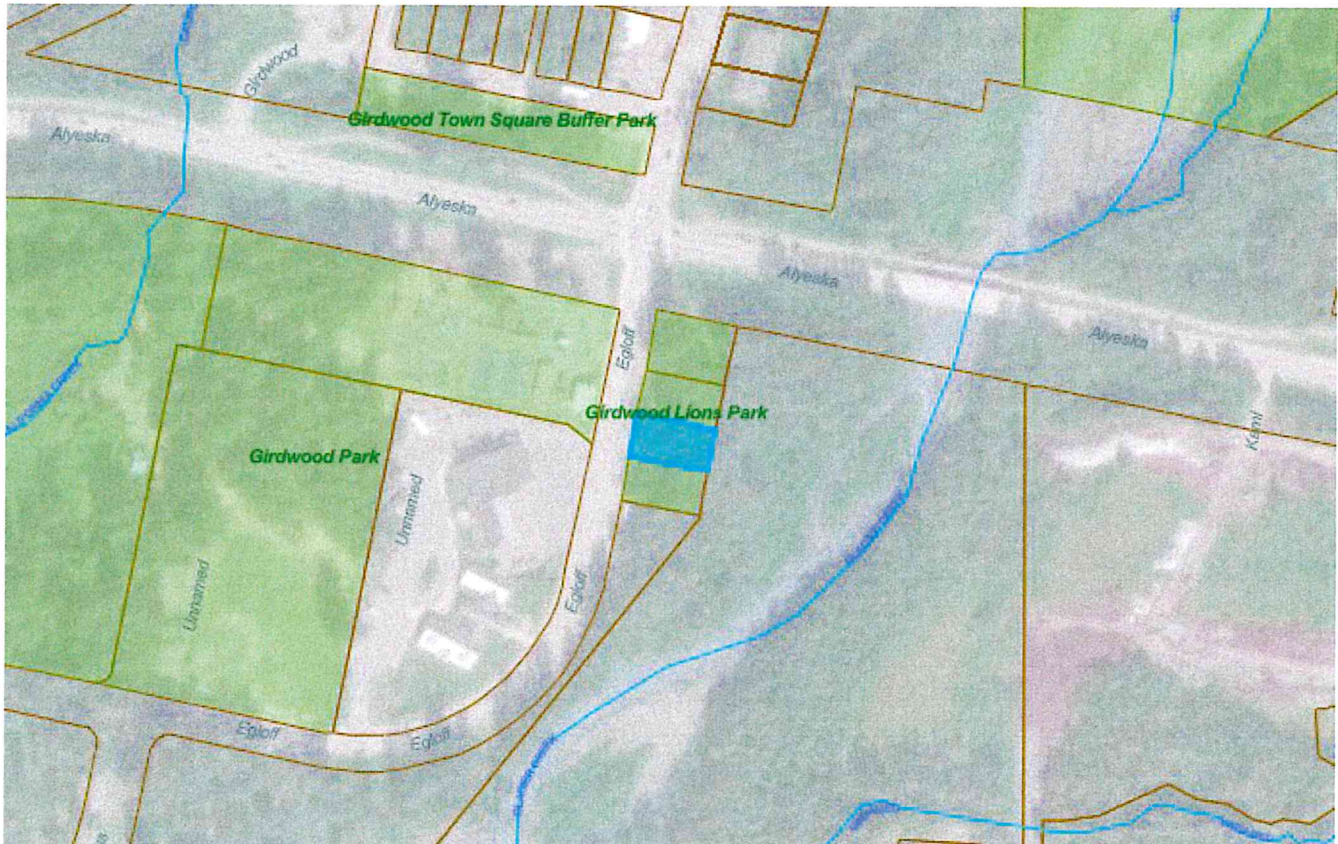 Girdwood
Girdwood Town Square Buffer Park
Alyeska
Alyeska
Alyeska
Alyeska
Egloff
Girdwood Lions Park
Kaml
Girdwood Park
Unnamed
Unnamed
Egloff
Egloff
Egloff